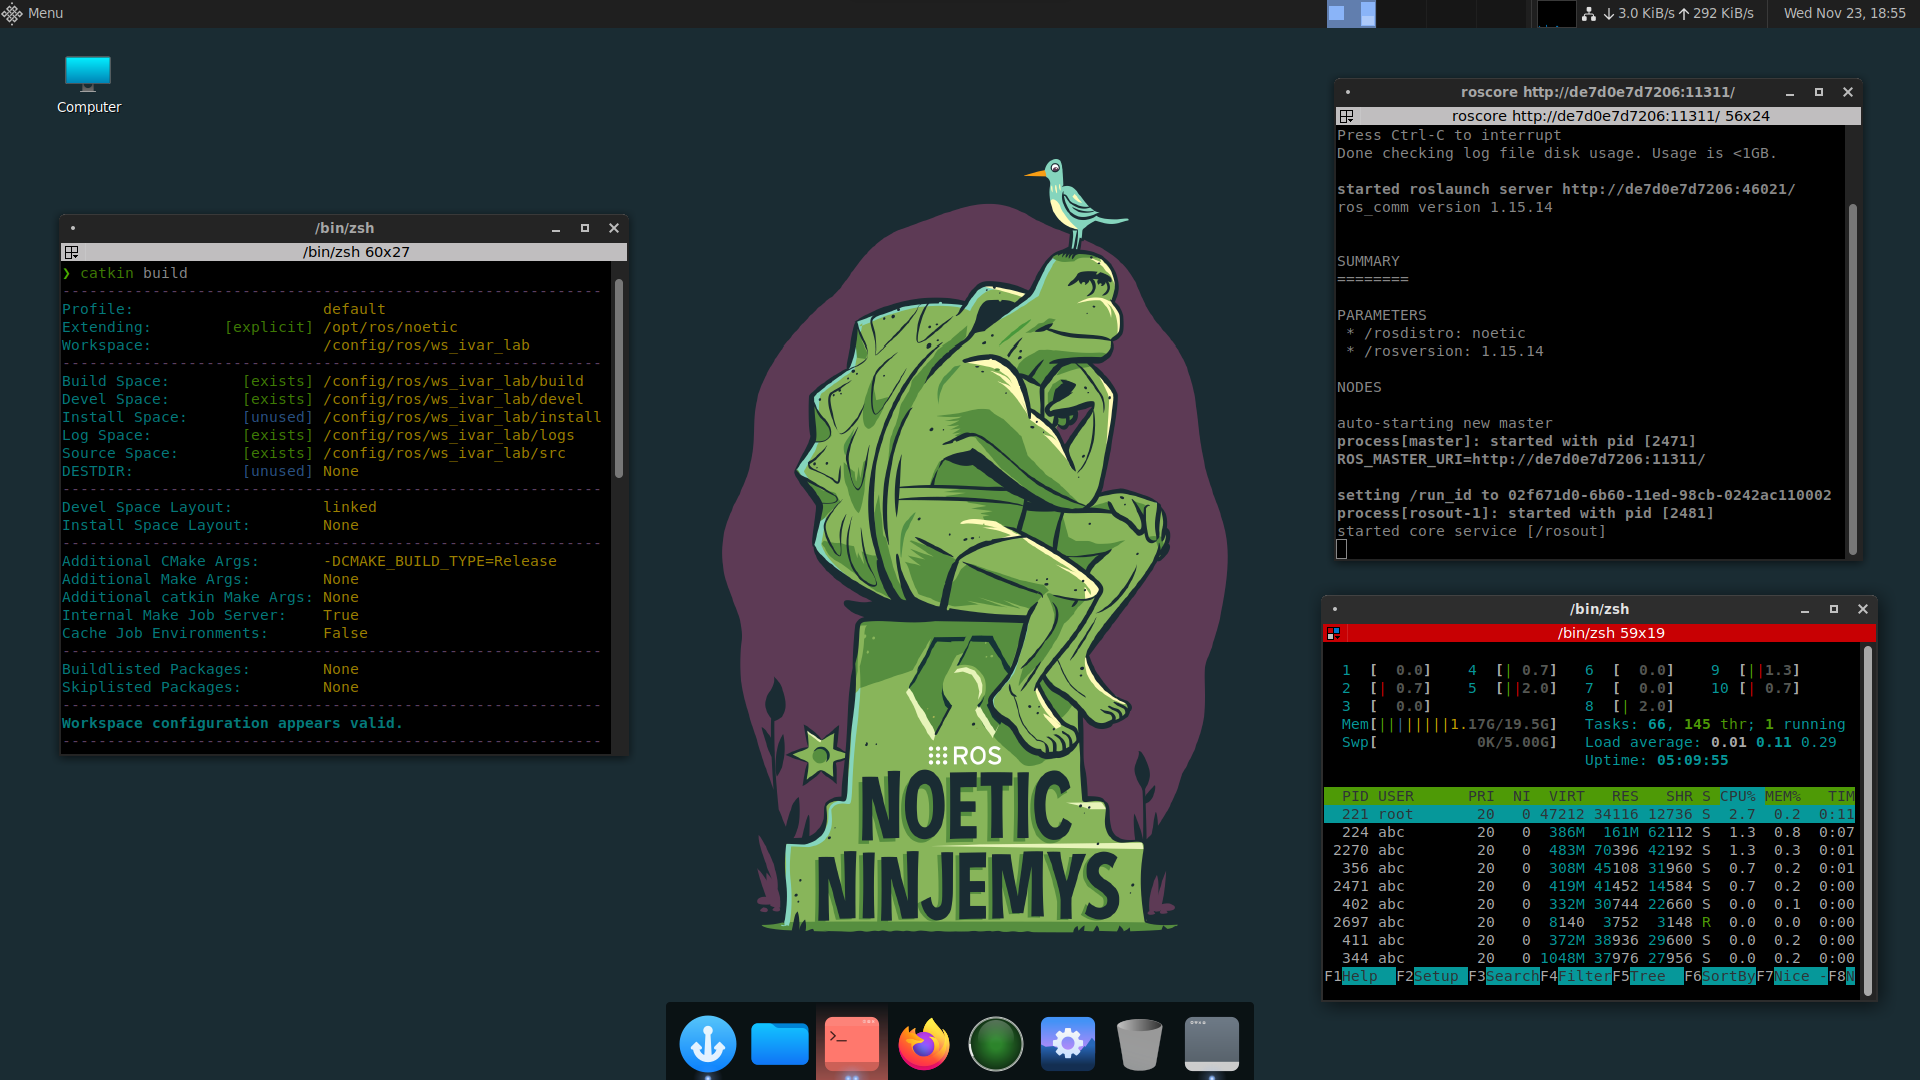 Menu
3.0 KiB/s 292 KiB/s
Wed Nov 23, 18:55
Computer
/bin/zsh
/bin/zsh 60x27
❯ catkin build
------------------------------------------------------------
Profile: default
Extending: [explicit] /opt/ros/noetic
Workspace: /config/ros/ws_ivar_lab
------------------------------------------------------------
Build Space: [exists] /config/ros/ws_ivar_lab/build
Devel Space: [exists] /config/ros/ws_ivar_lab/devel
Install Space: [unused] /config/ros/ws_ivar_lab/install
Log Space: [exists] /config/ros/ws_ivar_lab/logs
Source Space: [exists] /config/ros/ws_ivar_lab/src
DESTDIR: [unused] None
------------------------------------------------------------
Devel Space Layout: linked
Install Space Layout: None
------------------------------------------------------------
Additional CMake Args: -DCMAKE_BUILD_TYPE=Release
Additional Make Args: None
Additional catkin Make Args: None
Internal Make Job Server: True
Cache Job Environments: False
------------------------------------------------------------
Buildlisted Packages: None
Skiplisted Packages: None
------------------------------------------------------------
Workspace configuration appears valid.
------------------------------------------------------------
ROS
NOETIC
NINJEMYS
roscore http://de7d0e7d7206:11311/
roscore http://de7d0e7d7206:11311/ 56x24
Press Ctrl-C to interrupt
Done checking log file disk usage. Usage is <1GB.
started roslaunch server http://de7d0e7d7206:46021/
ros_comm version 1.15.14
SUMMARY
========
PARAMETERS
* /rosdistro: noetic
* /rosversion: 1.15.14
NODES
auto-starting new master
process[master]: started with pid [2471]
ROS_MASTER_URI=http://de7d0e7d7206:11311/
setting /run_id to 02f671d0-6b60-11ed-98cb-0242ac110002
process[rosout-1]: started with pid [2481]
started core service [/rosout]
/bin/zsh
/bin/zsh 59x19
1 [ 0.0] 4 [| 0.7] 6 [ 0.0] 9 [||1.3]
2 [| 0.7] 5 [||2.0] 7 [ 0.0] 10 [| 0.7]
3 [ 0.0] 8 [| 2.0]
Mem[||||||||1.17G/19.5G] Tasks: 66, 145 thr; 1 running
Swp[ 0K/5.00G] Load average: 0.01 0.11 0.29
Uptime: 05:09:55
PID USER PRI NI VIRT RES SHR S CPU% MEM% TIM
221 root 20 0 47212 34116 12736 S 2.7 0.2 0:11
224 abc 20 0 386M 161M 62112 S 1.3 0.8 0:07
2270 abc 20 0 483M 70396 42192 S 1.3 0.3 0:01
356 abc 20 0 308M 45108 31960 S 0.7 0.2 0:01
2471 abc 20 0 419M 41452 14584 S 0.7 0.2 0:00
402 abc 20 0 332M 30744 22660 S 0.0 0.1 0:00
2697 abc 20 0 8140 3752 3148 R 0.0 0.0 0:00
411 abc 20 0 372M 38936 29600 S 0.0 0.2 0:00
344 abc 20 0 1048M 37976 27956 S 0.0 0.2 0:00
F1Help F2Setup F3SearchF4FilterF5Tree F6SortByF7Nice -F8N
>_